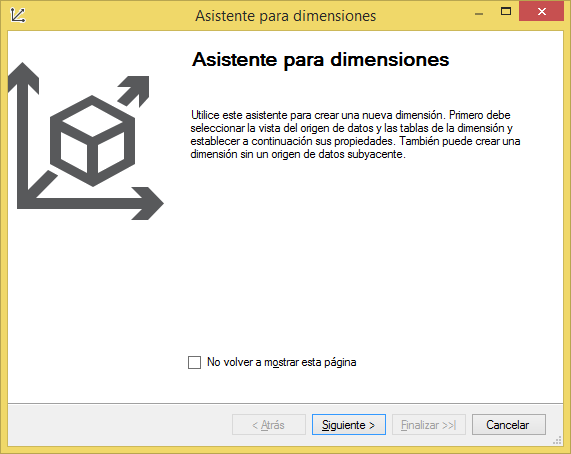 Asistente para dimensiones
Asistente para dimensiones
Utilice este asistente para crear una nueva dimensión. Primero debe
seleccionar la vista del origen de datos y las tablas de la dimensión y
establecer a continuación sus propiedades. También puede crear una
dimensión sin un origen de datos subyacente.
No volver a mostrar esta página
< Atrás
Siguiente >
Finalizar >>|
Cancelar